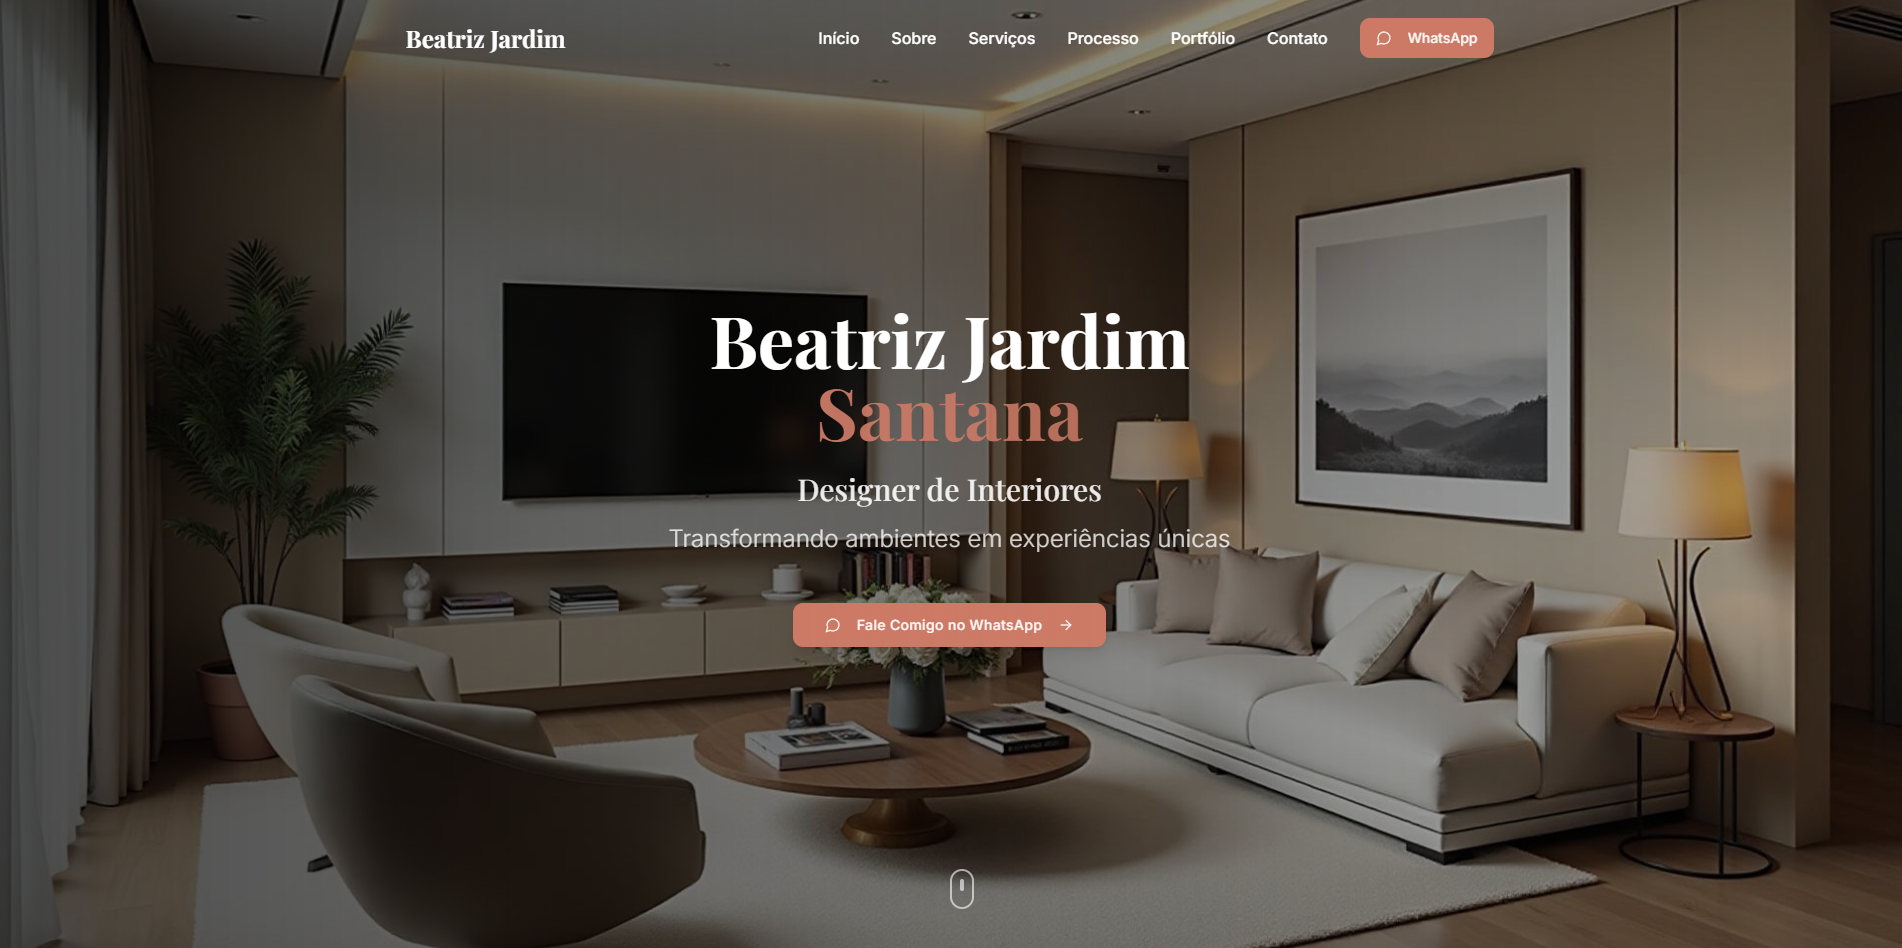 Beatriz Jardim
Início Sobre Serviços Processo Portfólio Contato WhatsApp
Beatriz Jardim
Santana
Designer de Interiores
Transformando ambientes em experiências únicas
Fale Comigo no WhatsApp